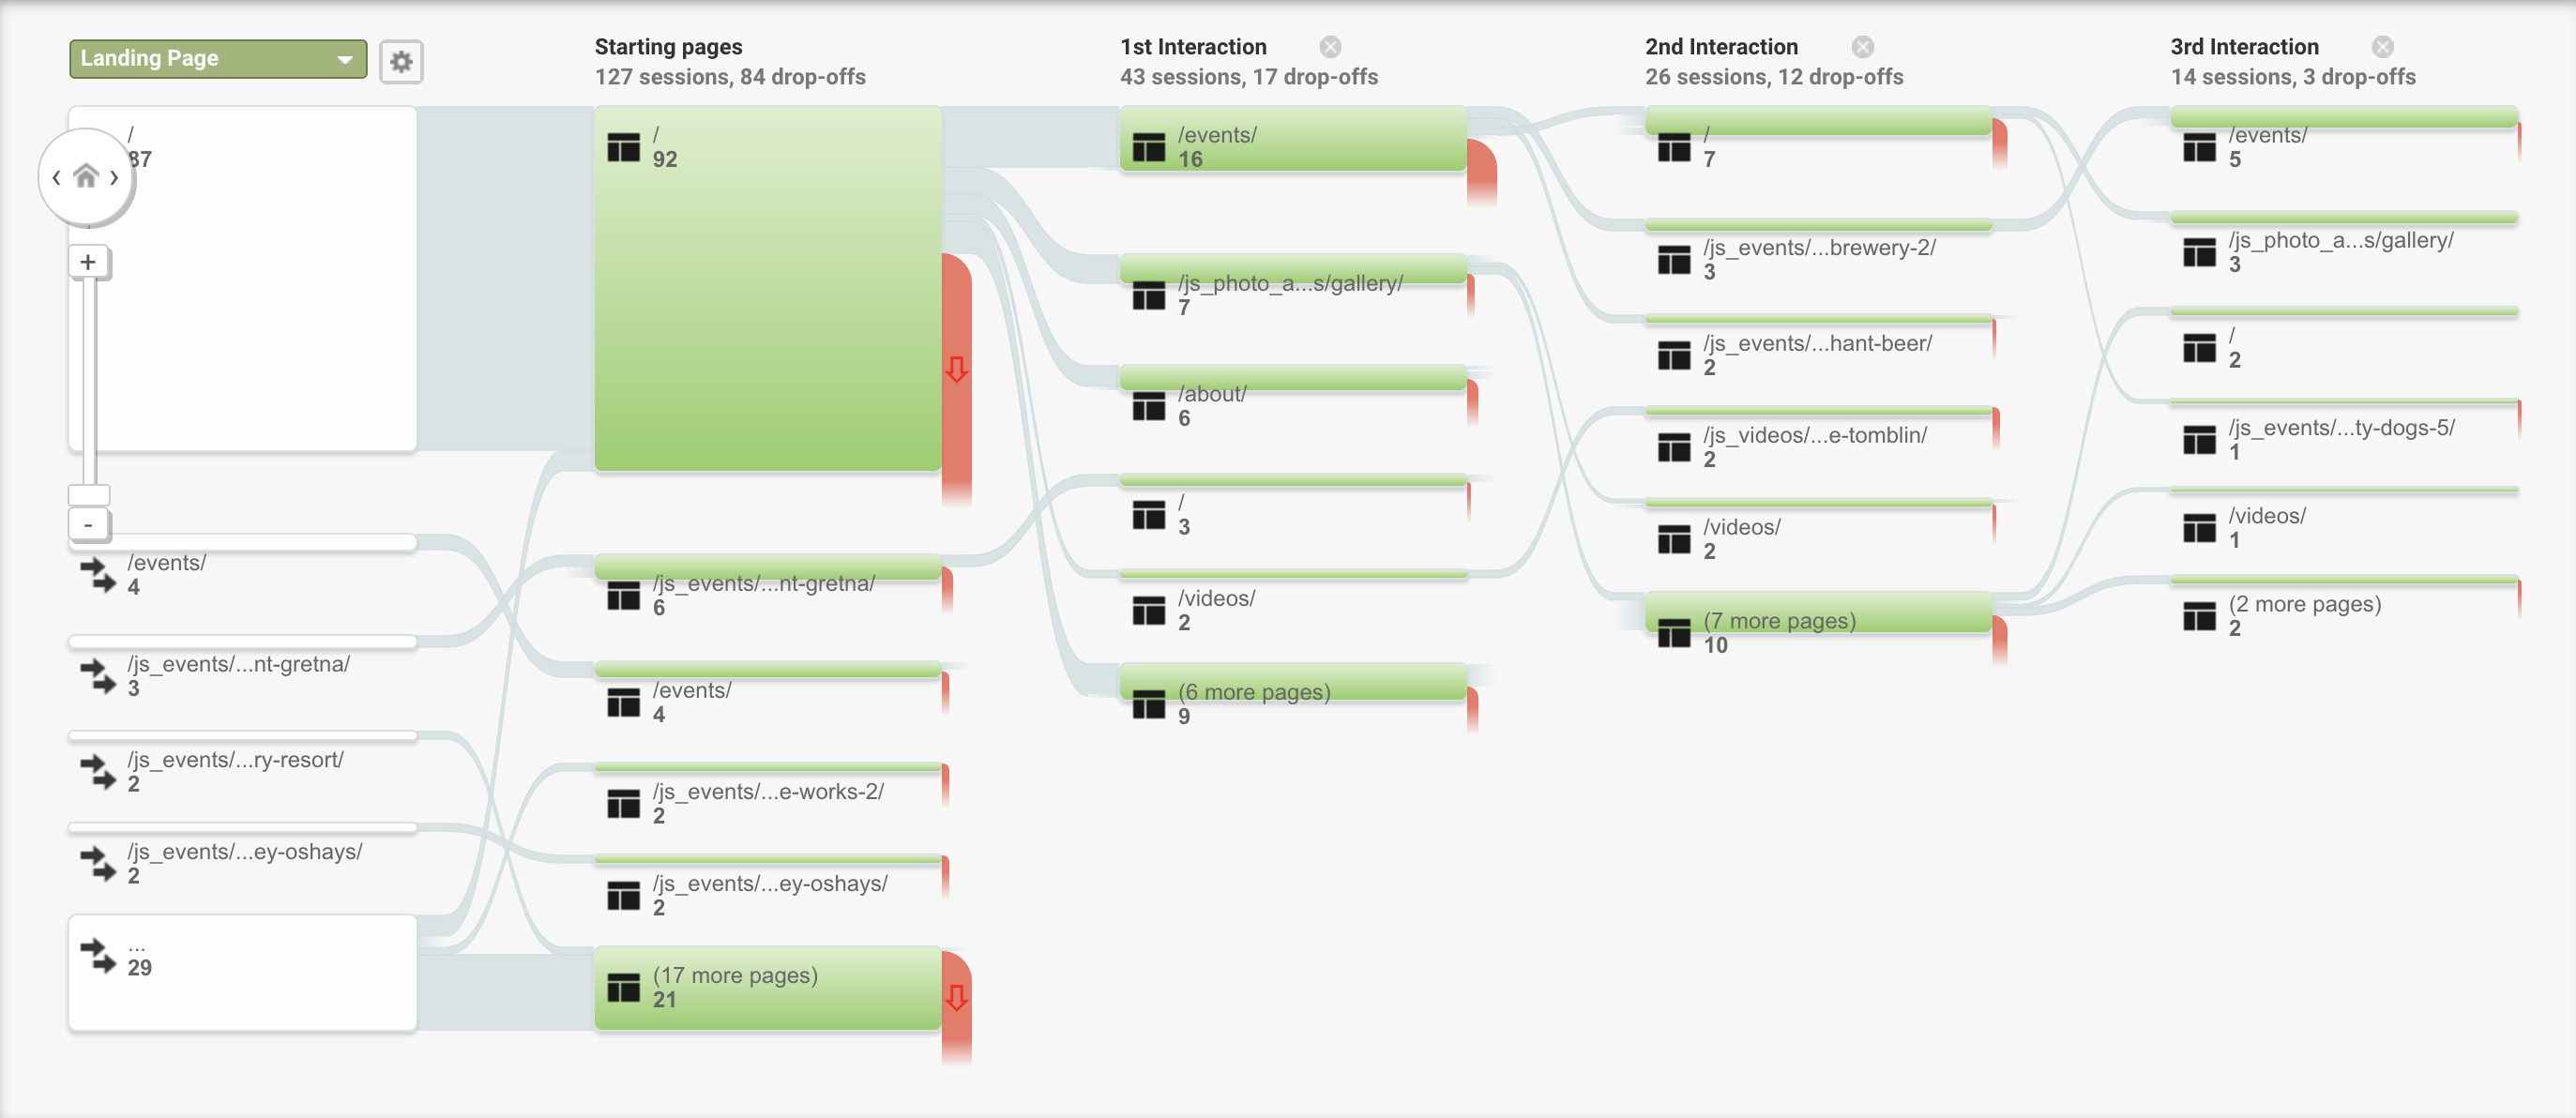 Landing Page
/
87
+
-
/events/
4
/js_events/...nt-gretna/
3
/js_events/...ry-resort/
2
/js_events/...ey-oshays/
2
...
29
Starting pages
127 sessions, 84 drop-offs
/
92
/js_events/...nt-gretna/
6
/events/
4
/js_events/...e-works-2/
2
/js_events/...ey-oshays/
2
(17 more pages)
21
1st Interaction
43 sessions, 17 drop-offs
/events/
16
/js_photo_a...s/gallery/
7
/about/
6
/
3
/videos/
2
(6 more pages)
9
2nd Interaction
26 sessions, 12 drop-offs
/
7
/js_events/...brewery-2/
3
/js_events/...hant-beer/
2
/js_videos/...e-tomblin/
2
/videos/
2
(7 more pages)
10
3rd Interaction
14 sessions, 3 drop-offs
/events/
5
/js_photo_a...s/gallery/
3
/
2
/js_events/...ty-dogs-5/
1
/videos/
1
(2 more pages)
2